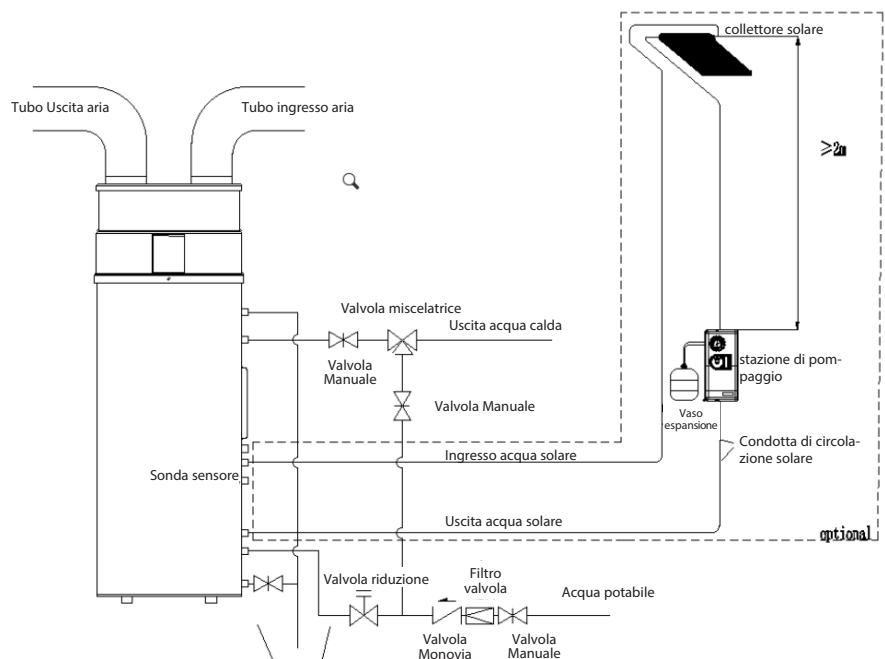 collettore solare
Tubo Uscita aria
Tubo ingresso aria
≥2m
Valvola miscelatrice
Uscita acqua calda
Valvola
Manuale
stazione di pom-
paggio
Valvola Manuale
Vaso
espansione
Condotta di circola-
zione solare
Ingresso acqua solare
Sonda sensore
Uscita acqua solare
optional
Valvola riduzione
Filtro
valvola
Acqua potabile
Valvola
Monovia
Valvola
Manuale